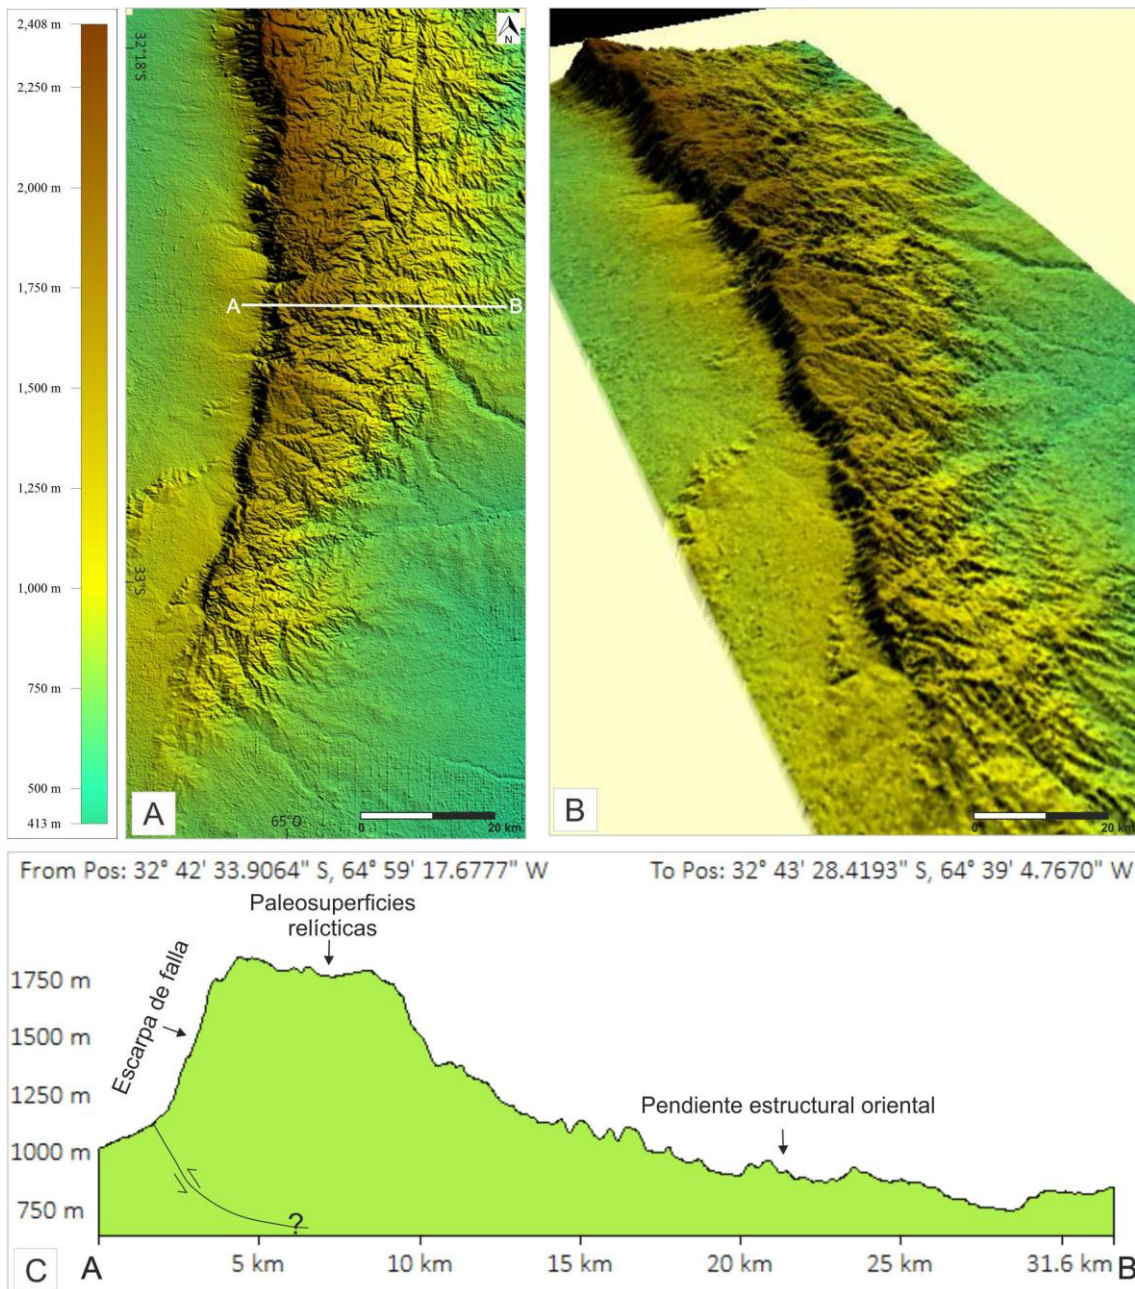 2,408 m
2,250 m
2,000 m
1,750 m
1,500 m
1,250 m
1,000 m
750 m
500 m
413 m
32°18'S
N
A
B
33°S
65°O
A
20 km
B
20 km
From Pos: 32° 42' 33.9064" S, 64° 59' 17.6777" W
To Pos: 32° 43' 28.4193" S, 64° 39' 4.7670" W
Paleosuperficies
relícticas
Escarpa de falla
Pendiente estructural oriental
1750 m
1500 m
1250 m
1000 m
750 m
?
C
A
5 km
10 km
15 km
20 km
25 km
31.6 km
B